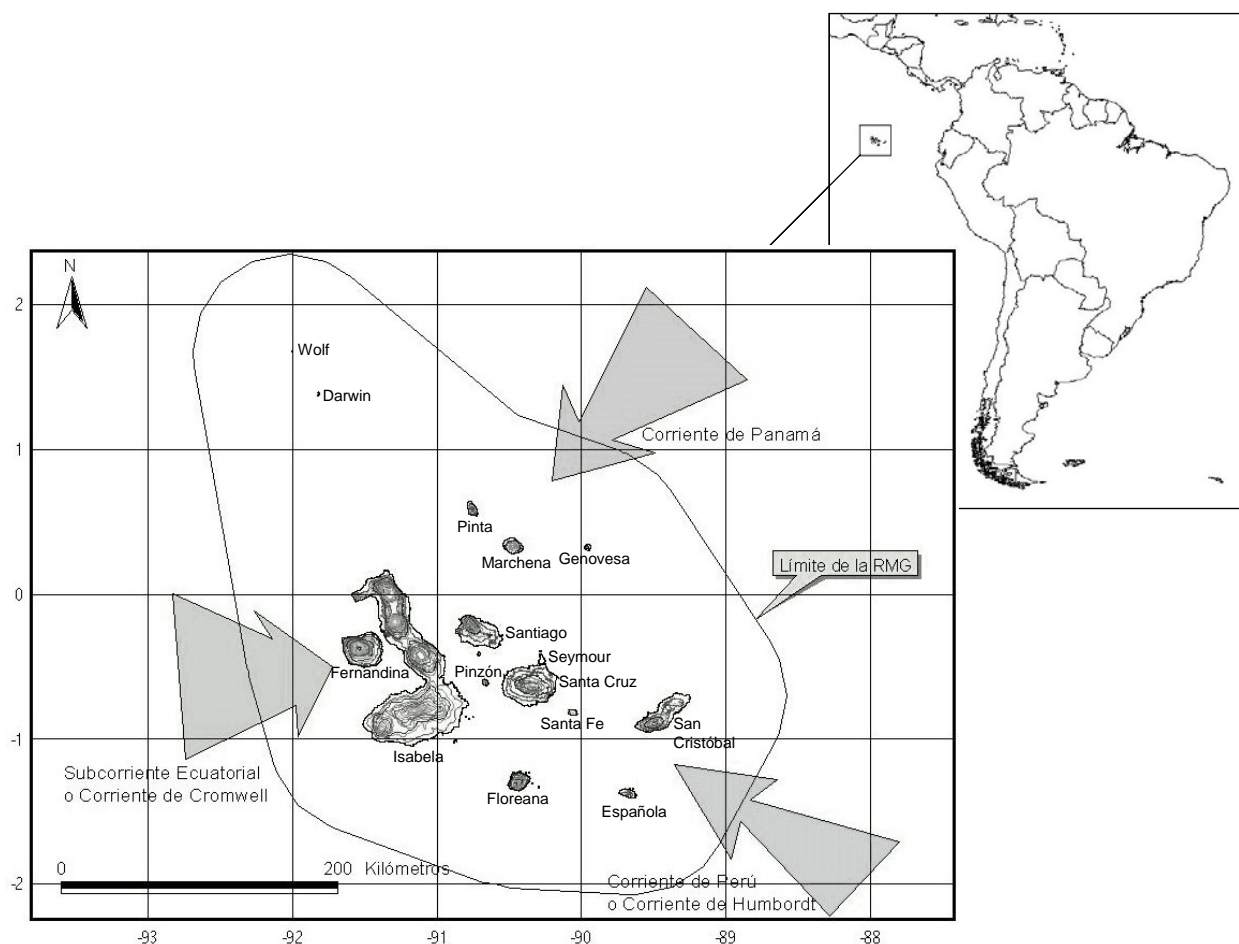 N
2
1
0
-1
-2
Wolf
Darwin
Corriente de Panamá
Pinta
Marchena
Genovesa
Límite de la RMG
Santiago
Seymour
Fernandina
Pinzón
Santa Cruz
Santa Fe
San
Cristóbal
Isabela
Subcorriente Ecuatorial
o Corriente de Cromwell
Floreana
Española
0
200 Kilómetros
Corriente de Perú
o Corriente de Humbordt
-93
-92
-91
-90
-89
-88